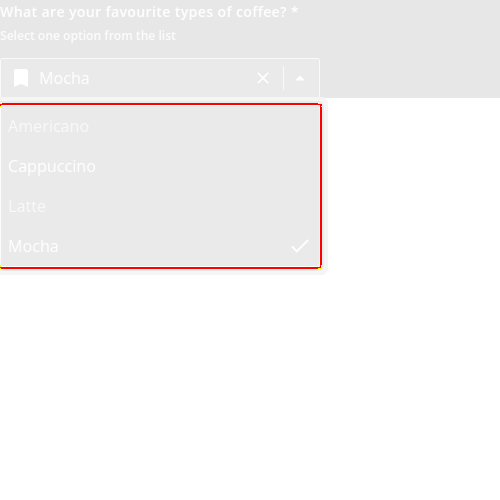 What are your favourite types of coffee? *
Select one option from the list
Mocha
Americano
Cappuccino
Latte
Mocha